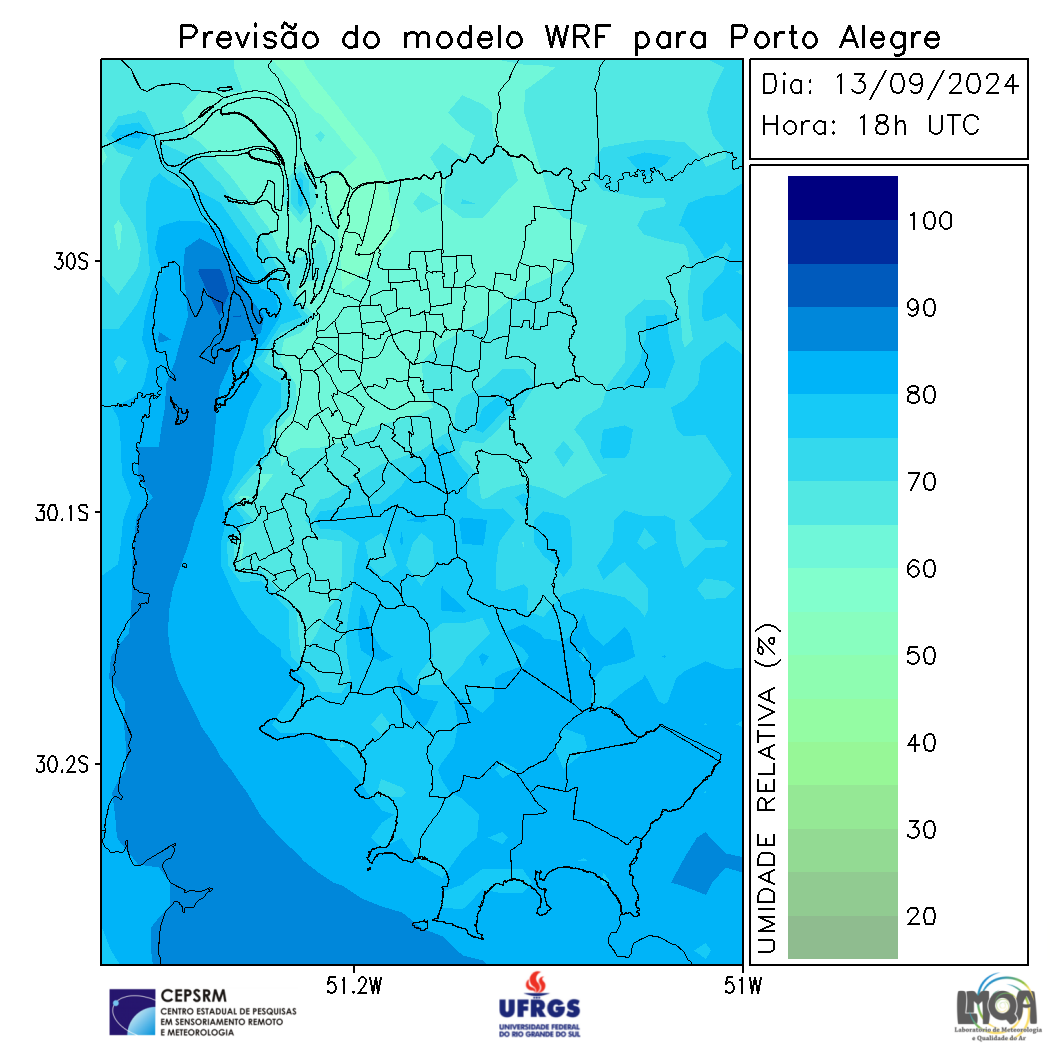 Previsão do modelo WRF para Porto Alegre
Dia: 13/09/2024
Hora: 18h UTC
30S
30.1S
30.2S
51.2W
51W
UMIDADE RELATIVA (%)
100
90
80
70
60
50
40
30
20
CEPSRM
CENTRO ESTADUAL DE PESQUISAS
EM SENSORIAMENTO REMOTO
E METEOROLOGIA
UFRGS
UNIVERSIDADE FEDERAL
DO RIO GRANDE DO SUL
LMQA
Laboratório de Meteorologia
e Qualidade do Ar